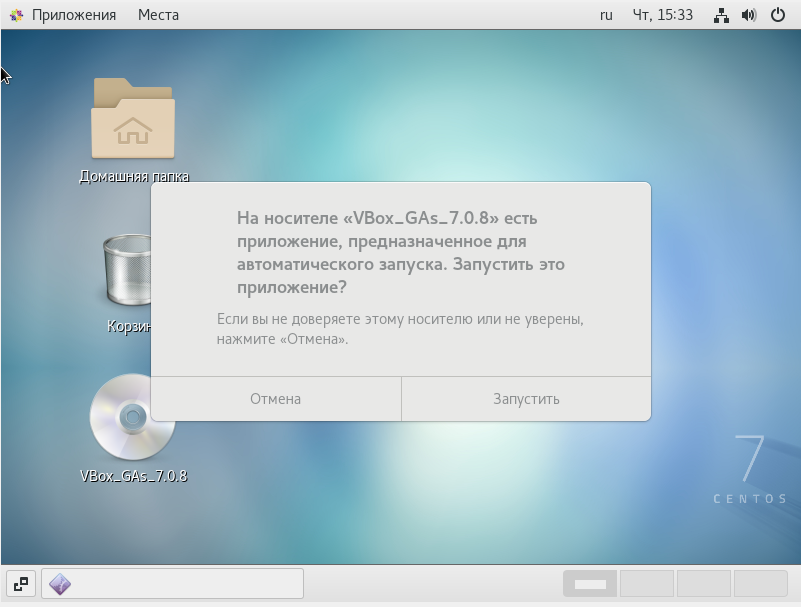 Приложения Места ru Чт, 15:33
Домашняя папка
На носителе «VBox_GAs_7.0.8» есть
приложение, предназначенное для
автоматического запуска. Запустить это
приложение?
Если вы не доверяете этому носителю или не уверены,
нажмите «Отмена».
Отмена Запустить
Корзин
VBox_GAs_7.0.8
7
CENTOS